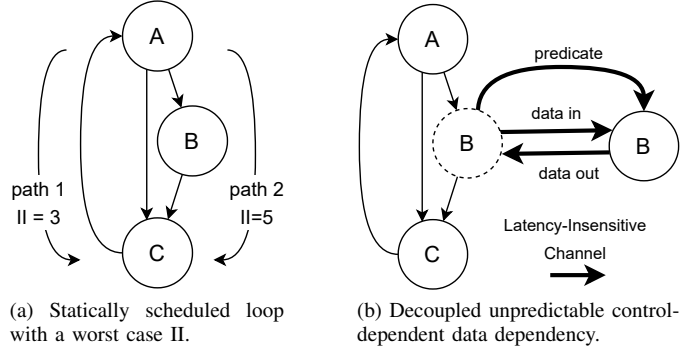 A
B
path 1
II = 3
path 2
II=5
C
(a) Statically scheduled loop
with a worst case II.
A
predicate
B
data in
data out
B
C
Latency-Insensitive
Channel
(b) Decoupled unpredictable control-
dependent data dependency.